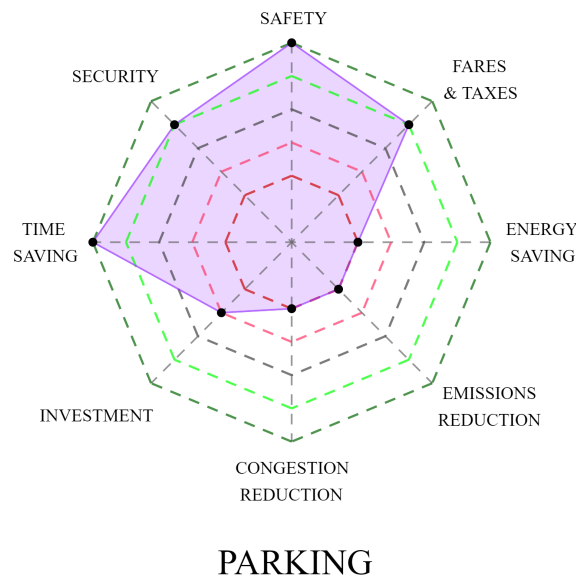 SAFETY
FARES
& TAXES
SECURITY
TIME
SAVING
ENERGY
SAVING
INVESTMENT
EMISSIONS
REDUCTION
CONGESTION
REDUCTION
PARKING